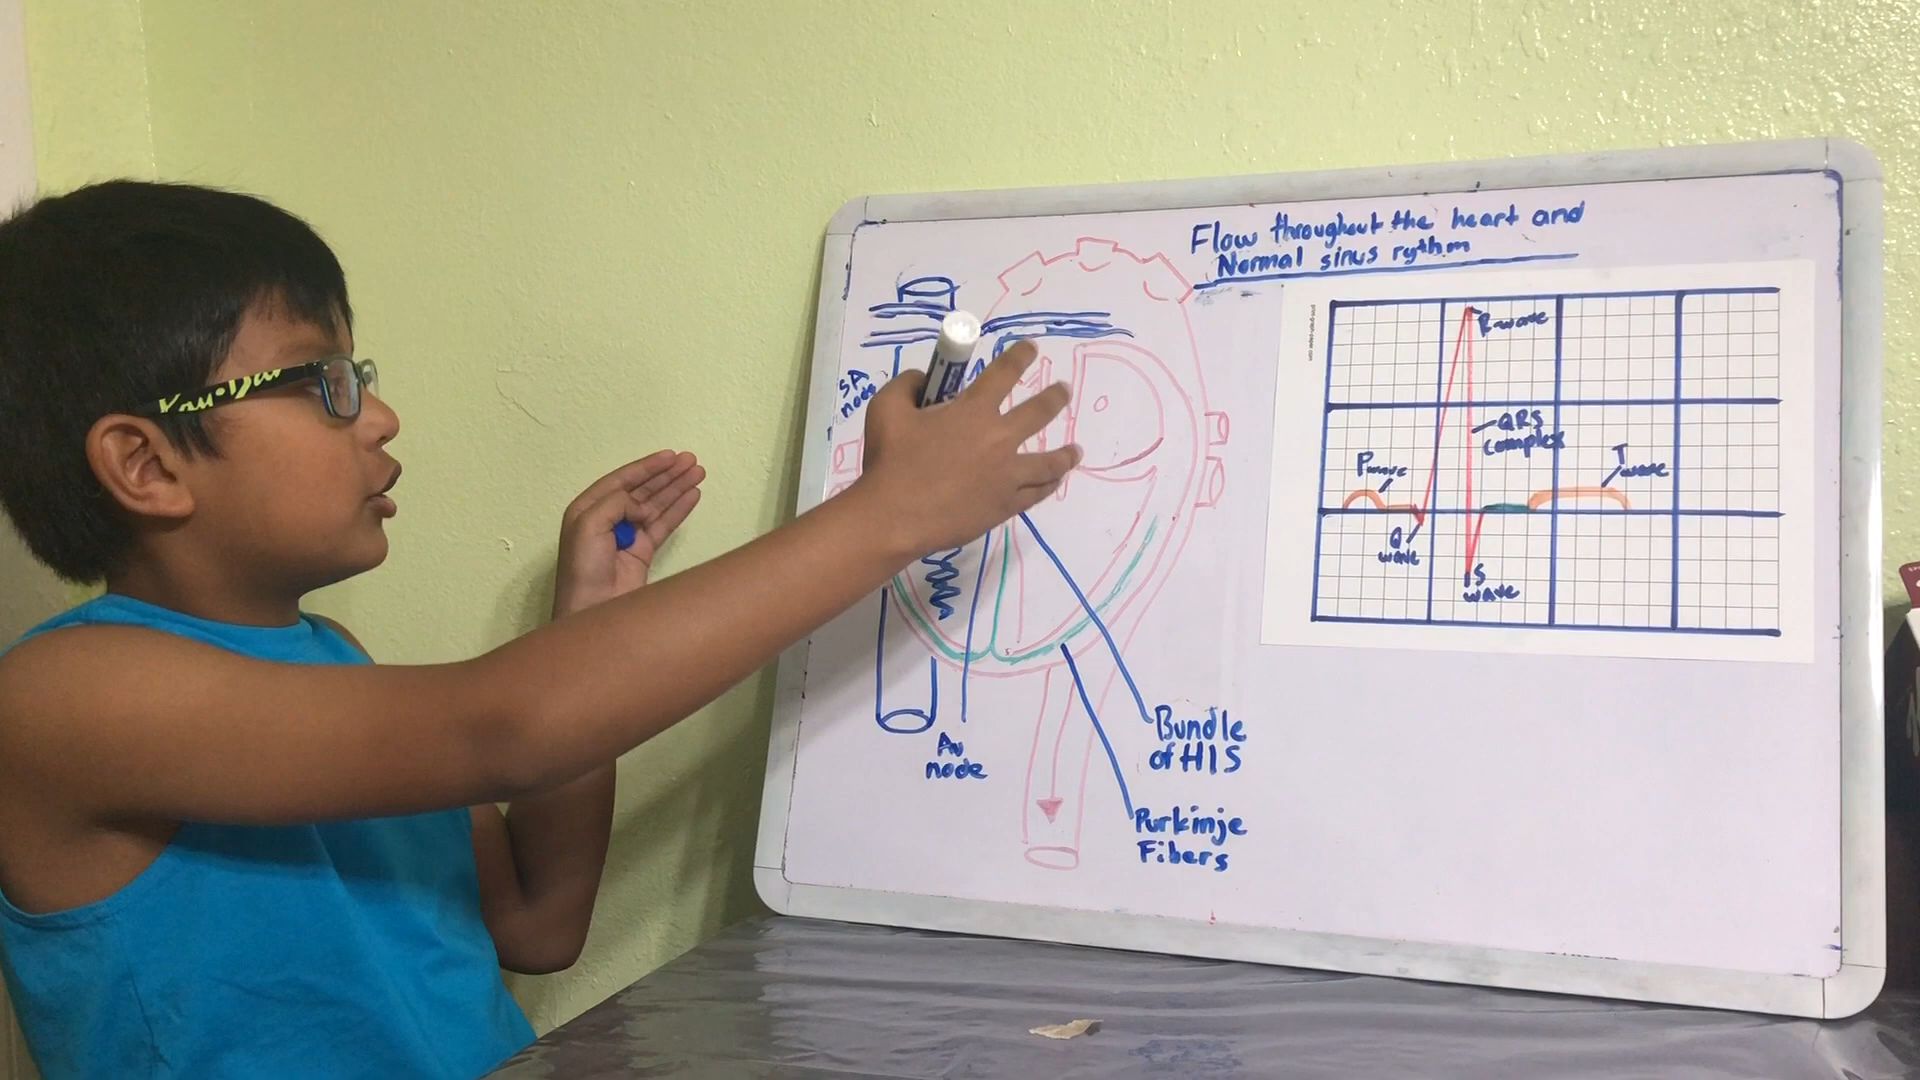 Flow throughout the heart and
Normal sinus rythm
SA
node
R-wave
QRS
complex
P wave
T
wave
Q
wave
S
wave
Bundle
of HIS
Av
node
Purkinje
Fibers